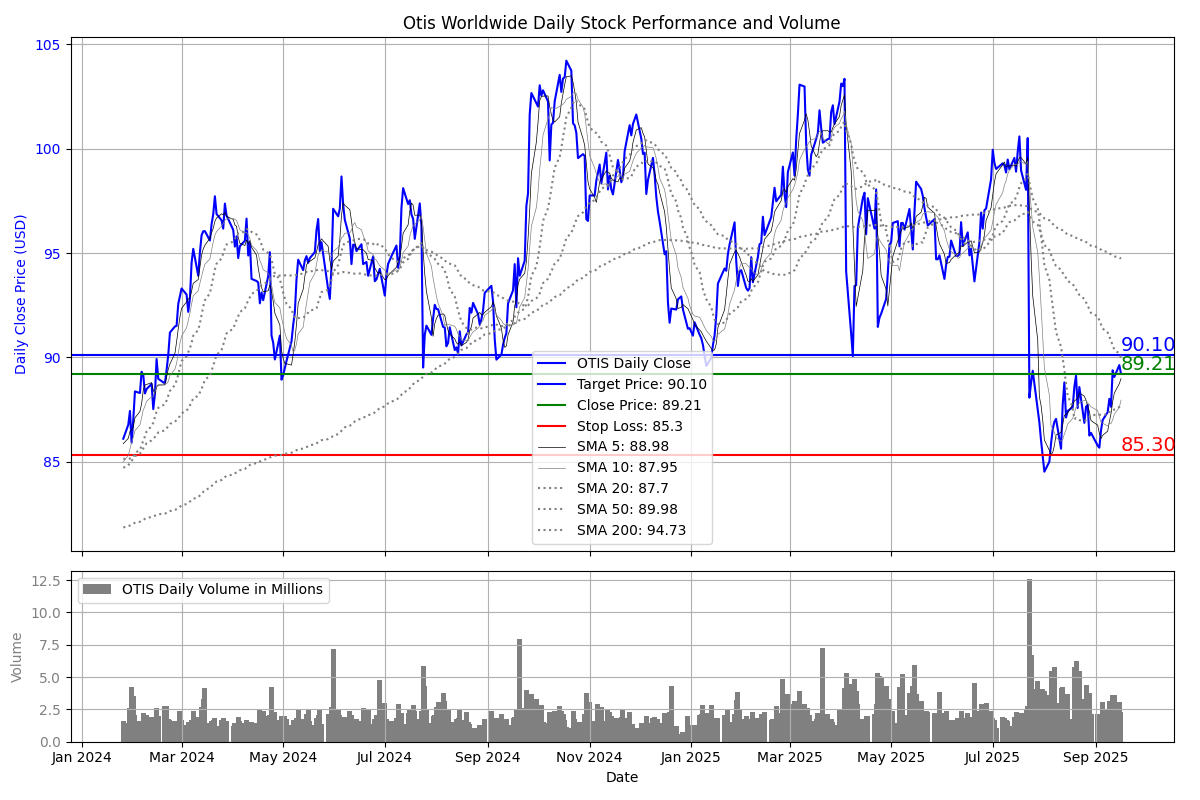 Otis Worldwide Daily Stock Performance and Volume
Daily Close Price (USD)
105
100
95
90
85
90.10
89.21
85.30
OTIS Daily Close
Target Price: 90.10
Close Price: 89.21
Stop Loss: 85.3
SMA 5: 88.98
SMA 10: 87.95
SMA 20: 87.7
SMA 50: 89.98
SMA 200: 94.73
Volume
12.5
10.0
7.5
5.0
2.5
0.0
OTIS Daily Volume in Millions
Jan 2024 Mar 2024 May 2024 Jul 2024 Sep 2024 Nov 2024 Jan 2025 Mar 2025 May 2025 Jul 2025 Sep 2025
Date